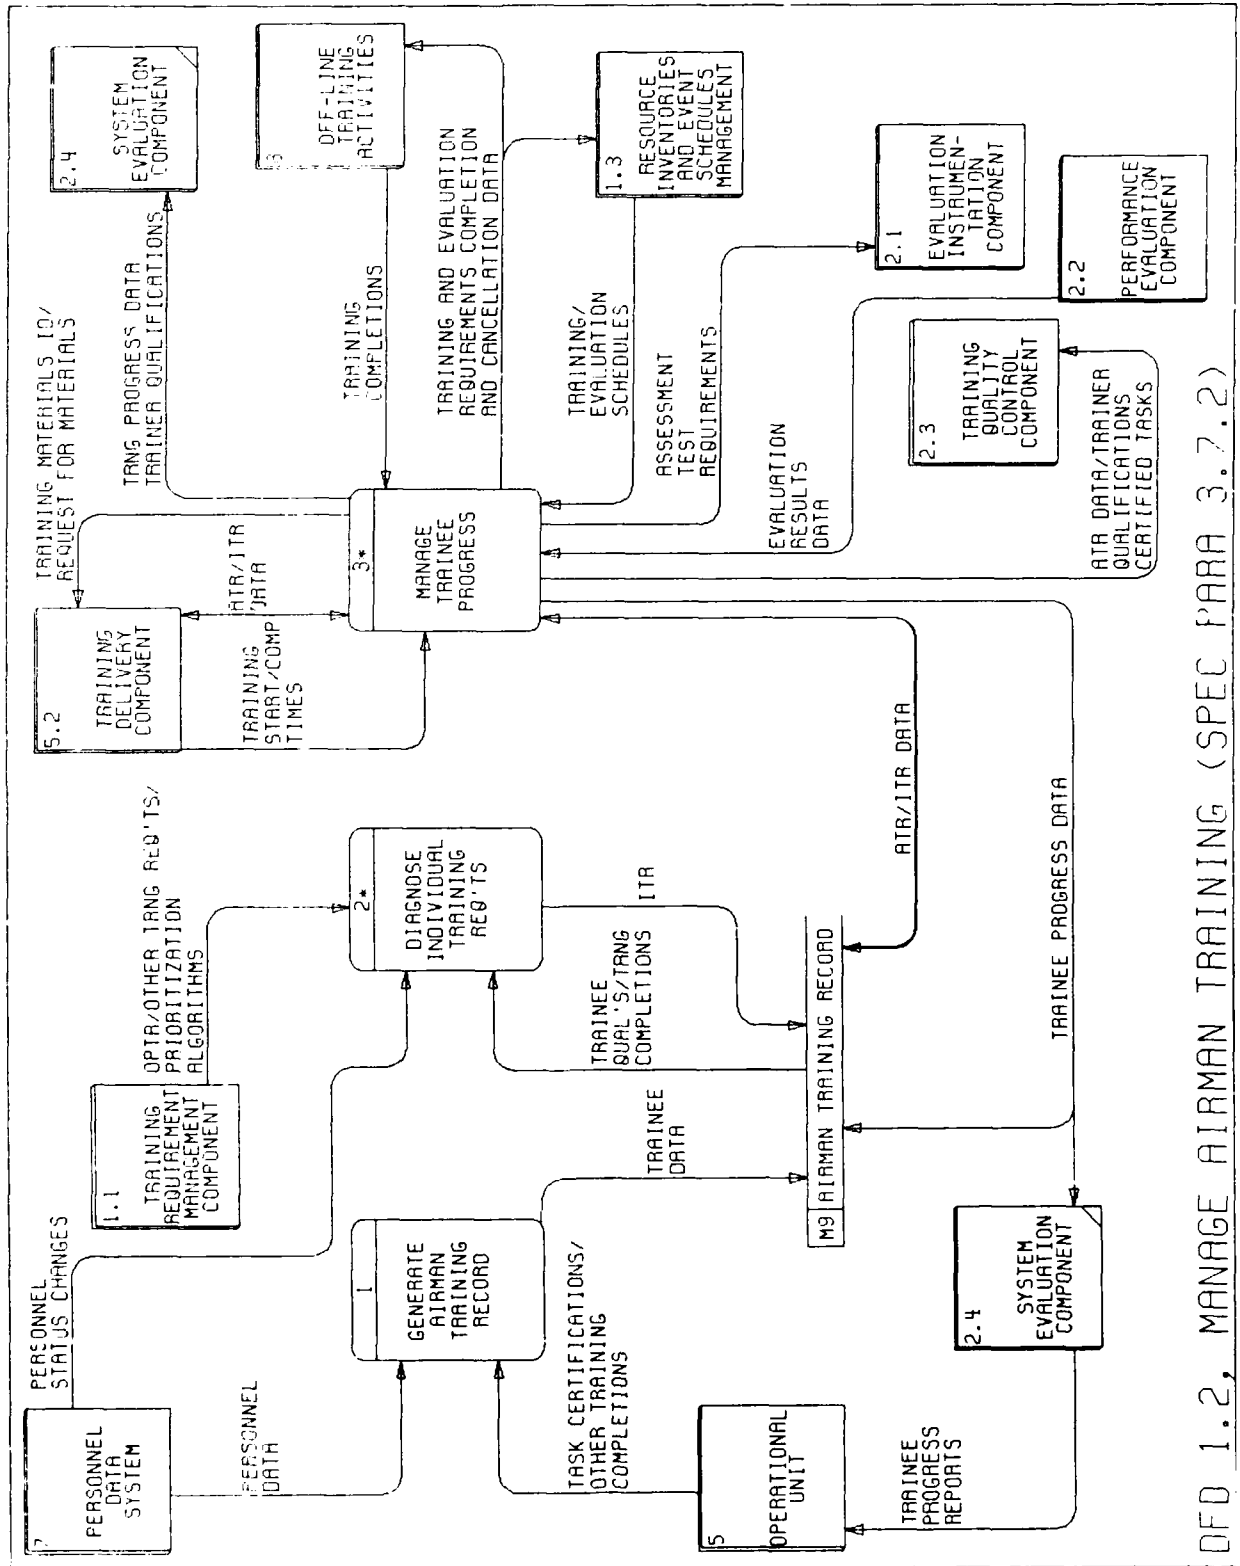 7
PERSONNEL
DATA
SYSTEM
PERSONNEL
STATUS CHANGES
PERSONNEL
DATA
1.1
TRAINING
REQUIREMENT
MANAGEMENT
COMPONENT
OPTR/OTHER TRNG REQ'TS/
PRIORITIZATION
ALGORITHMS
5.2
TRAINING
DELIVERY
COMPONENT
TRAINING
START/COMP
TIMES
ATR/ITR
DATA
TRAINING MATERIALS ID/
REQUEST FOR MATERIALS
TRNG PROGRESS DATA
TRAINER QUALIFICATIONS
2.4
SYSTEM
EVALUATION
COMPONENT
OFF-LINE
TRAINING
ACTIVITIES
TRAINING
COMPLETIONS
1
GENERATE
AIRMAN
TRAINING
RECORD
2*
DIAGNOSE
INDIVIDUAL
TRAINING
REQ'TS
3*
MANAGE
TRAINEE
PROGRESS
TRAINING AND EVALUATION
REQUIREMENTS COMPLETION
AND CANCELLATION DATA
TASK CERTIFICATIONS/
OTHER TRAINING
COMPLETIONS
TRAINEE
DATA
TRAINEE
QUAL'S/TRNG
COMPLETIONS
ITR
TRAINING/
EVALUATION
SCHEDULES
1.3
RESOURCE
INVENTORIES
AND EVENT
SCHEDULES
MANAGEMENT
ASSESSMENT
TEST
REQUIREMENTS
5
OPERATIONAL
UNIT
M9 AIRMAN TRAINING RECORD
EVALUATION
RESULTS
DATA
2.1
EVALUATION
INSTRUMEN-
TATION
COMPONENT
TRAINEE
PROGRESS
REPORTS
ATR/ITR DATA
2.3
TRAINING
QUALITY
CONTROL
COMPONENT
2.4
SYSTEM
EVALUATION
COMPONENT
TRAINEE PROGRESS DATA
ATR DATA/TRAINER
QUALIFICATIONS
CERTIFIED TASKS
2.2
PERFORMANCE
EVALUATION
COMPONENT
DFD 1.2, MANAGE AIRMAN TRAINING (SPEC PARA 3.7.2)